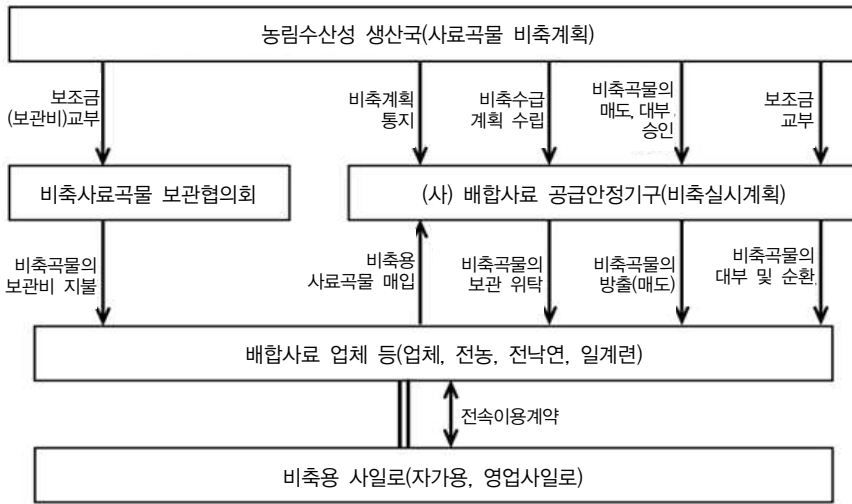 농림수산성 생산국(사료곡물 비축계획)
보조금
(보관비)교부
비축계획
통지
비축수급
계획 수립
비축곡물의
매도, 대부
승인
보조금
교부
비축사료곡물 보관협의회
(사) 배합사료 공급안정기구(비축실시계획)
비축곡물의
보관비 지불
비축용
사료곡물 매입
비축곡물의
보관 위탁
비축곡물의
방출(매도)
비축곡물의
대부 및 순환
배합사료 업체 등(업체, 전농, 전낙연, 일계련)
전속이용계약
비축용 사일로(자가용, 영업사일로)